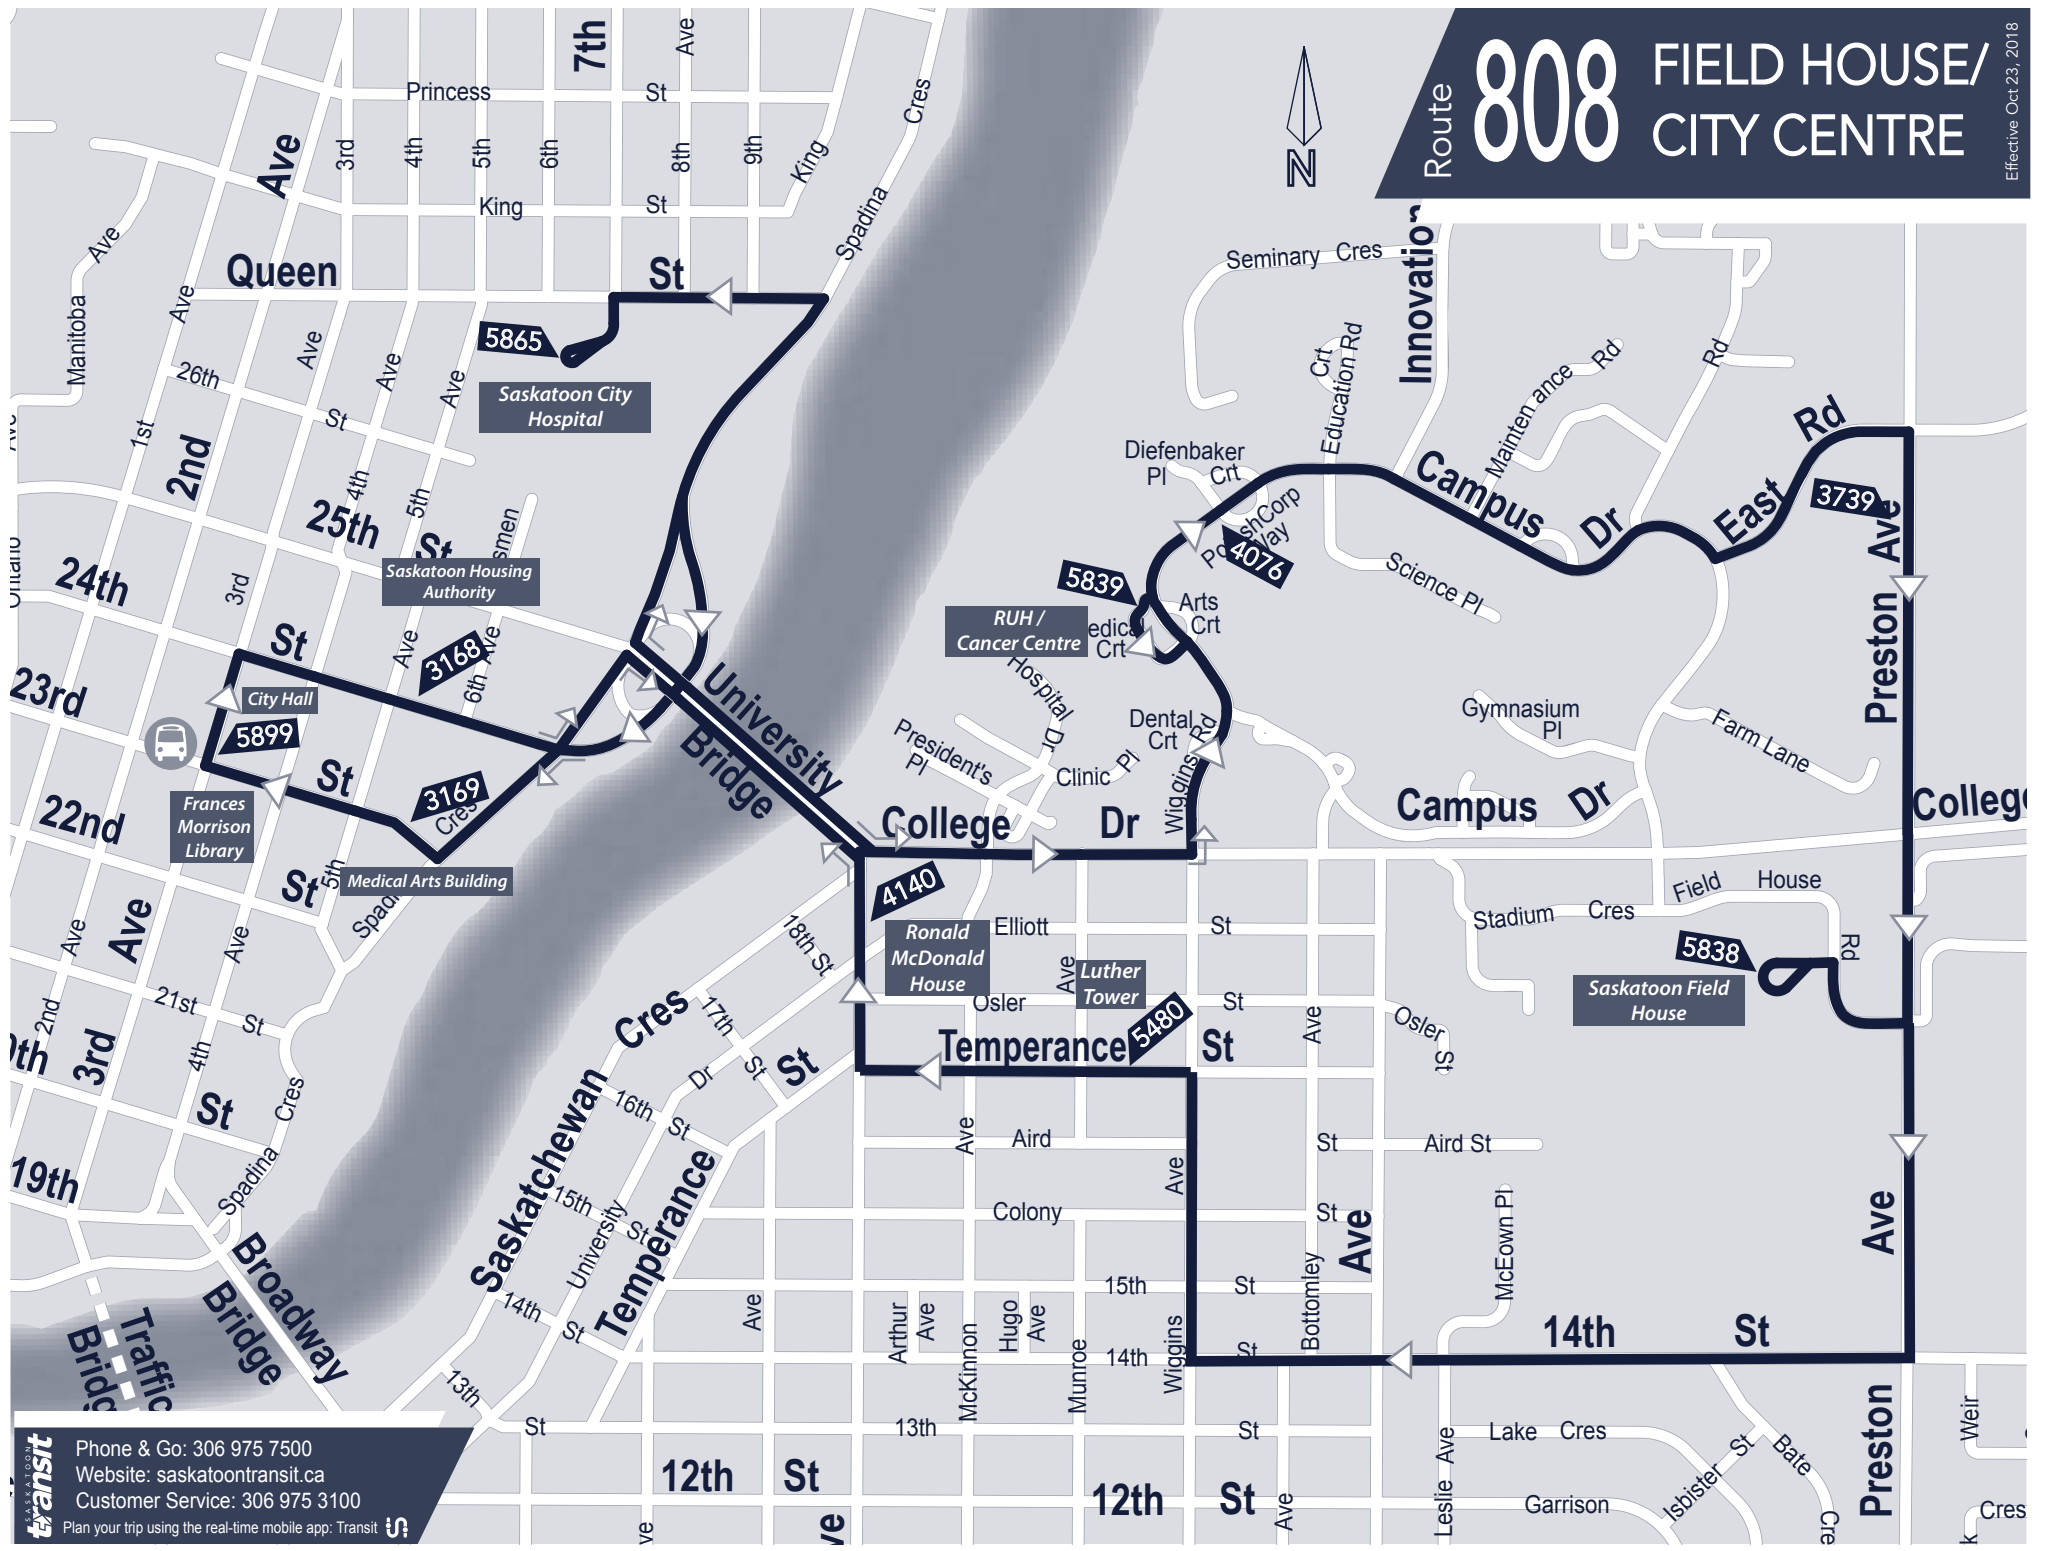 Route
808
FIELD HOUSE/
CITY CENTRE
Effective Oct 23, 2018
N
7th
Ave
Princess
St
Cres
Ave
3rd
4th
5th
6th
8th
9th
King
King
St
Spadina
Ave
Queen
St
Manitoba
Ave
Ave
Ave
Ave
5865
Saskatoon City
Hospital
26th
St
1st
2nd
4th
5th
25th
St
smen
Saskatoon Housing
Authority
24th
St
3rd
Ave
3168
6th
Ave
23rd
City Hall
5899
St
3169
Cres
Frances
Morrison
Library
22nd
St
5th
Medical Arts Building
Ave
Ave
Ave
21st
St
2nd
3rd
4th
St
Cres
19th
Spadina
Broadway
Bridge
Traffic
Bridge
University
Bridge
Seminary Cres
Innovation
Crt
Education Rd
Maintenance
Rd
Rd
Diefenbaker
Pl
Crt
Campus
Dr
East
Rd
3739
Ave
Preston
4076
5839
Arts
Crt
Crt
RUH /
Cancer Centre
Science Pl
Hospital
Dr
Dental
Crt
Wiggins
Rd
Gymnasium
Pl
Farm Lane
President's
Pl
Clinic
Pl
College
Dr
Campus
Dr
4140
Ronald
McDonald
House
Elliott
St
Ave
Luther
Tower
Osler
St
5480
Temperance
St
Ave
Osler
St
Stadium
Cres
Field
House
Rd
5838
Saskatoon Field
House
18th St
17th
St
Saskatchewan
Cres
Dr
St
16th
St
15th
St
University
Temperance
14th
St
13th
St
Ave
Aird
St
Aird St
Ave
Colony
St
Ave
McEown Pl
Ave
15th
St
Bottomley
Ave
Arthur
Ave
McKinnon
Hugo
Ave
Munroe
14th
Wiggins
St
14th
St
13th
St
Leslie
Ave
Lake
Cres
Isbister
St
Bate
Preston
Weir
12th
St
12th
St
Ave
Garrison
Cres
SASKATOON
transit
Phone & Go: 306 975 7500
Website: saskatoontransit.ca
Customer Service: 306 975 3100
Plan your trip using the real-time mobile app: Transit